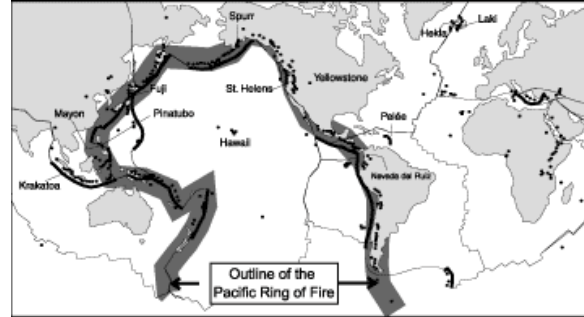 Spurr
Laki
Hekla
St. Helens
Yellowstone
Fuji
Mayon
Pinatubo
Pelée
Hawaii
Krakatoa
Nevada del Ruiz
Outline of the
Pacific Ring of Fire